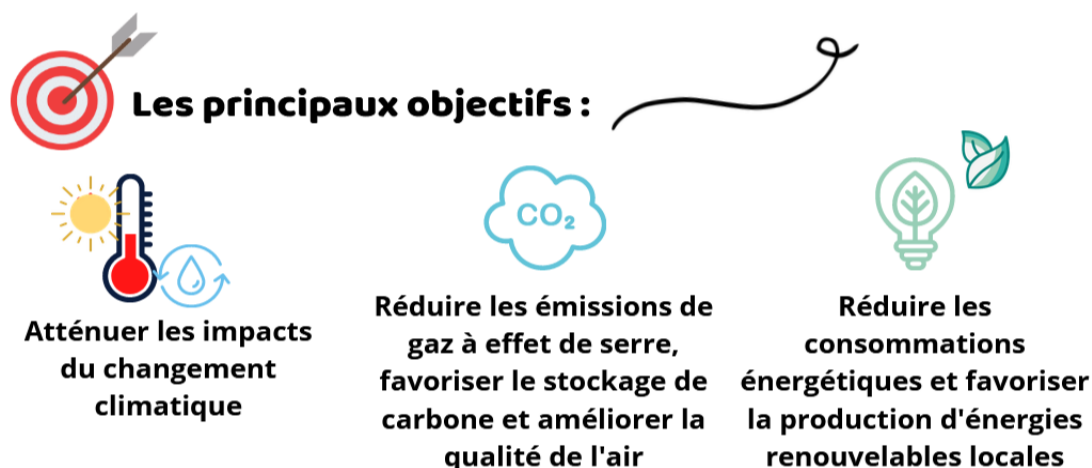 Les principaux objectifs :
CO₂
Atténuer les impacts
du changement
climatique
Réduire les émissions de
gaz à effet de serre,
favoriser le stockage de
carbone et améliorer la
qualité de l'air
Réduire les
consommations
énergétiques et favoriser
la production d'énergies
renouvelables locales